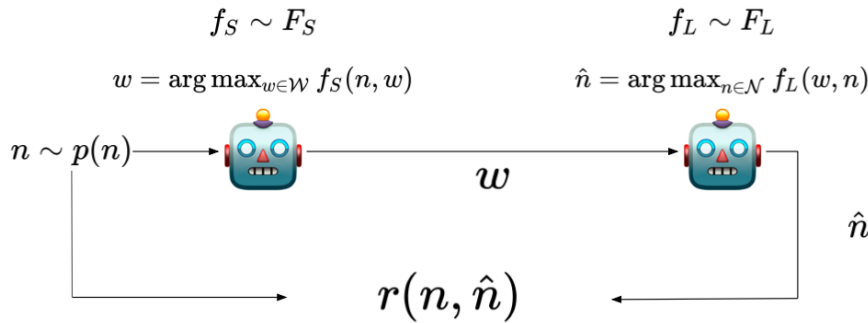 f_S ∼ F_S
f_L ∼ F_L
w = arg max_{w∈𝒲} f_S(n, w)
n̂ = arg max_{n∈𝒩} f_L(w, n)
n ∼ p(n)
w
n̂
r(n, n̂)